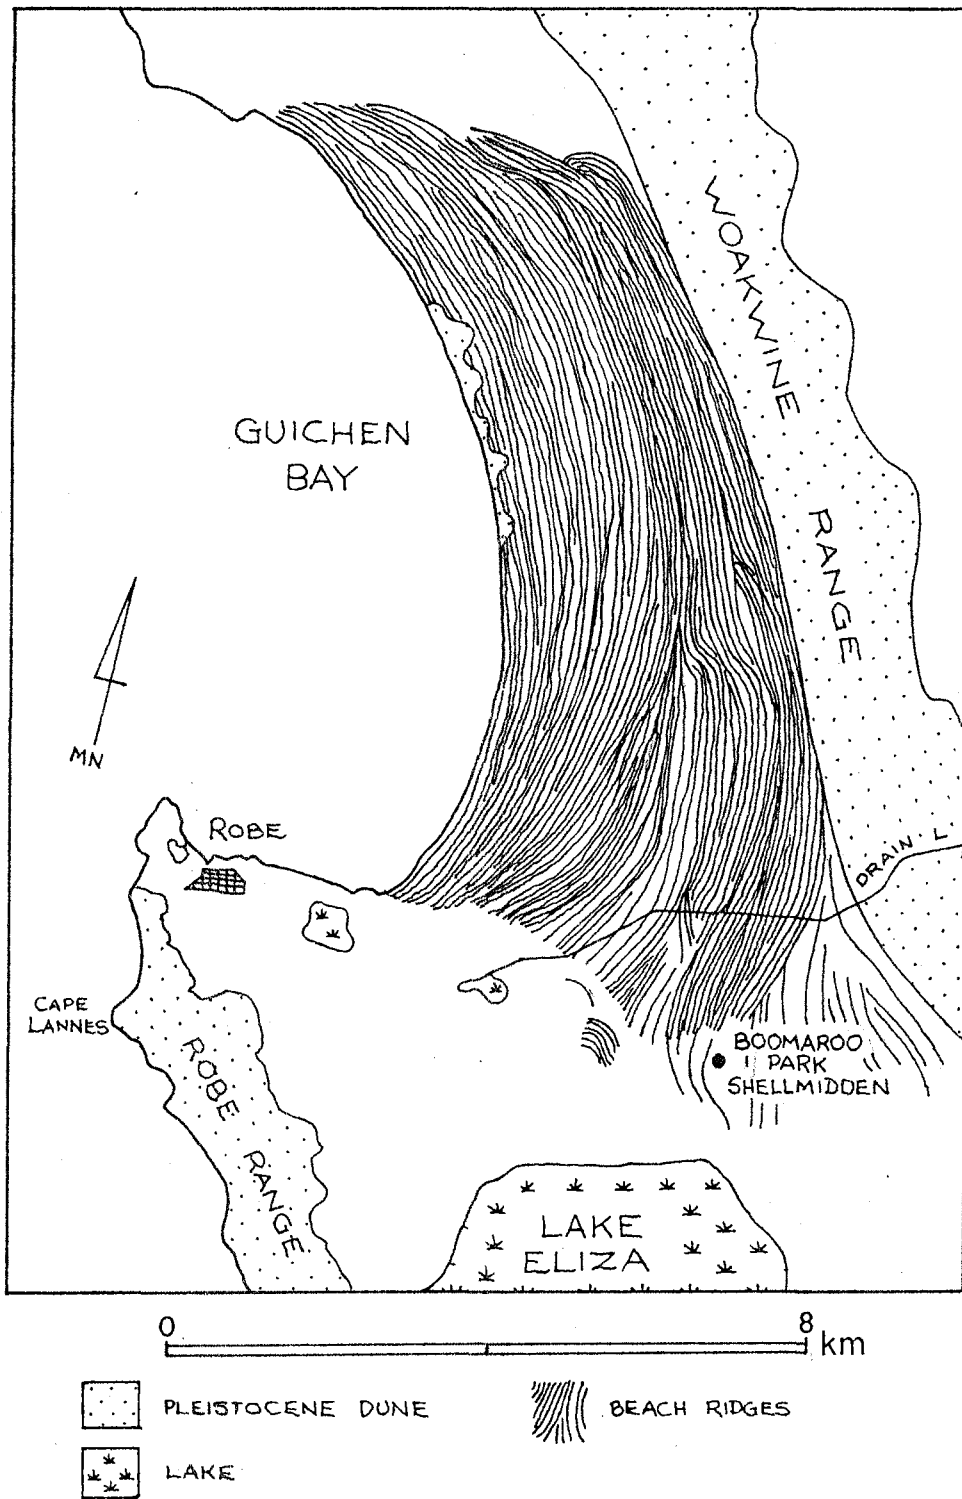 WOAKWINE
RANGE
GUICHEN
BAY
MN
ROBE
DRAIN L
CAPE
LANNES
ROBE
RANGE
BOOMAROO
PARK
SHELLMIDDEN
LAKE
ELIZA
0 8 km
PLEISTOCENE DUNE
BEACH RIDGES
LAKE